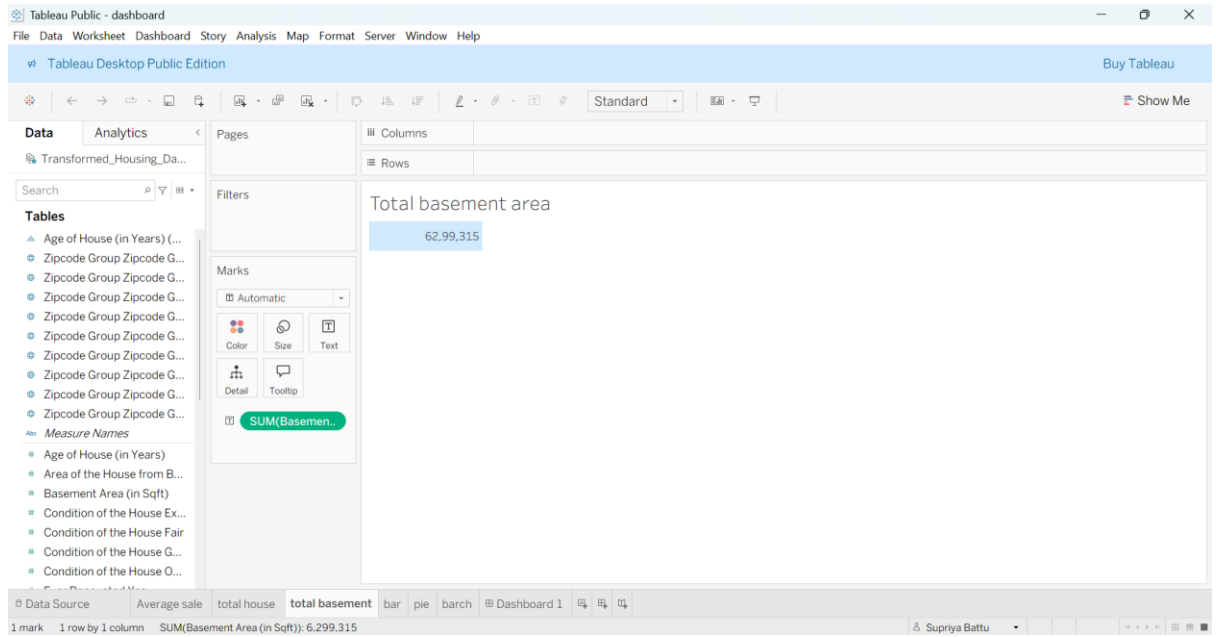 Tableau Public - dashboard
File Data Worksheet Dashboard Story Analysis Map Format Server Window Help
Tableau Desktop Public Edition Buy Tableau
Standard Show Me
Data Analytics
Transformed_Housing_Da...
Search
Tables
Age of House (in Years) (...
Zipcode Group Zipcode G...
Zipcode Group Zipcode G...
Zipcode Group Zipcode G...
Zipcode Group Zipcode G...
Zipcode Group Zipcode G...
Zipcode Group Zipcode G...
Zipcode Group Zipcode G...
Zipcode Group Zipcode G...
Zipcode Group Zipcode G...
Abc Measure Names
# Age of House (in Years)
# Area of the House from B...
# Basement Area (in Sqft)
# Condition of the House Ex...
# Condition of the House Fair
# Condition of the House G...
# Condition of the House O...
Pages
Filters
Marks
Automatic
Color Size Text
Detail Tooltip
SUM(Basemen..
Columns
Rows
Total basement area
62,99,315
Data Source Average sale total house total basement bar pie barch Dashboard 1
1 mark 1 row by 1 column SUM(Basement Area (in Sqft)): 6,299,315 Supriya Battu